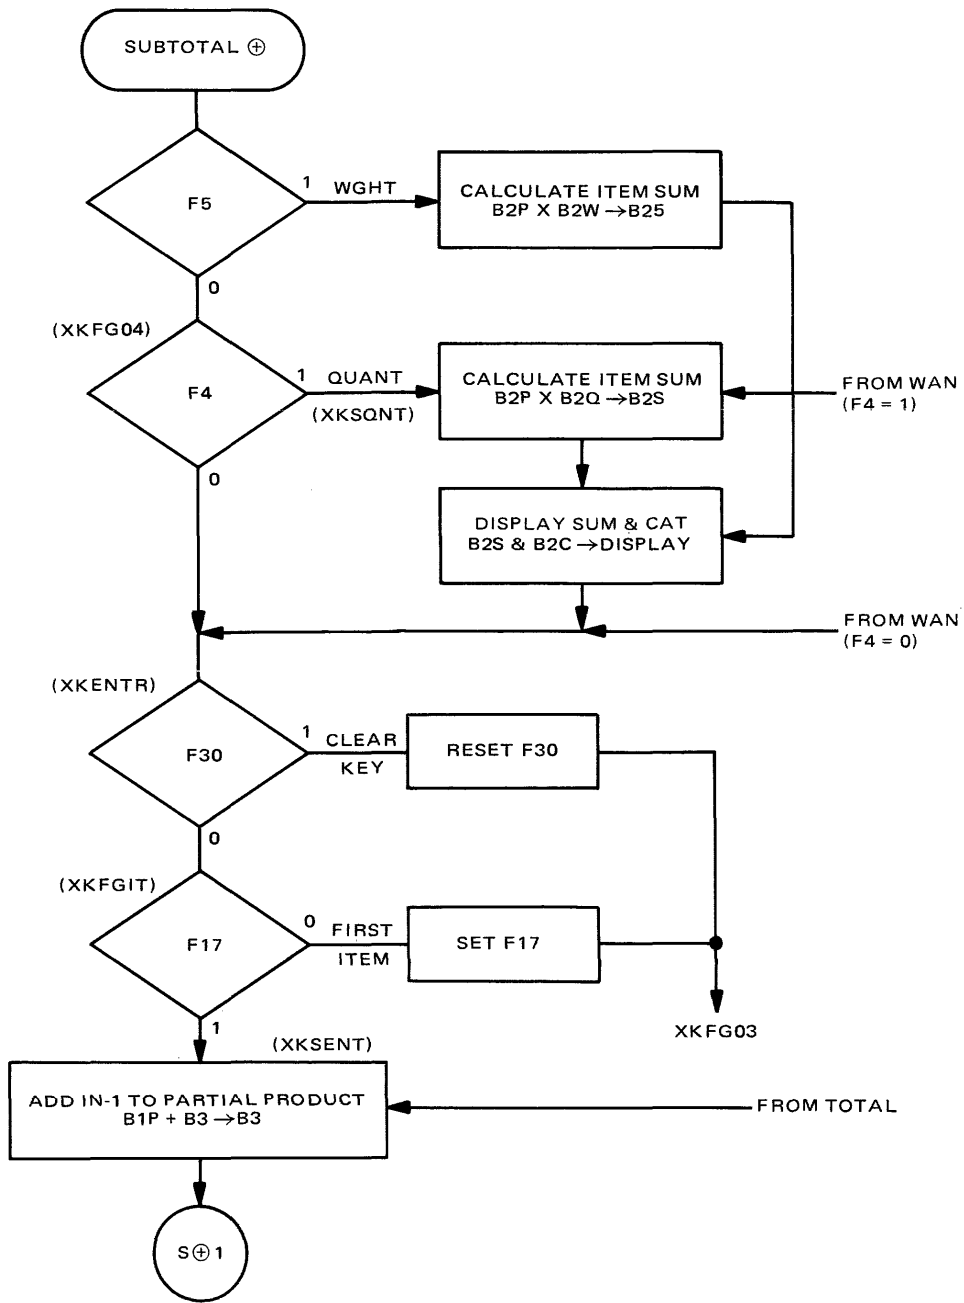 SUBTOTAL ⊕
F5
1
WGHT
CALCULATE ITEM SUM
B2P X B2W →B25
0
(XKFG04)
F4
1
QUANT
(XKSQNT)
CALCULATE ITEM SUM
B2P X B2Q →B2S
FROM WAN
(F4 = 1)
0
DISPLAY SUM & CAT
B2S & B2C →DISPLAY
FROM WAN
(F4 = 0)
(XKENTR)
F30
1
CLEAR
KEY
RESET F30
0
(XKFGIT)
F17
0
FIRST
ITEM
SET F17
XKFG03
1
(XKSENT)
ADD IN-1 TO PARTIAL PRODUCT
B1P + B3 →B3
FROM TOTAL
S⊕1